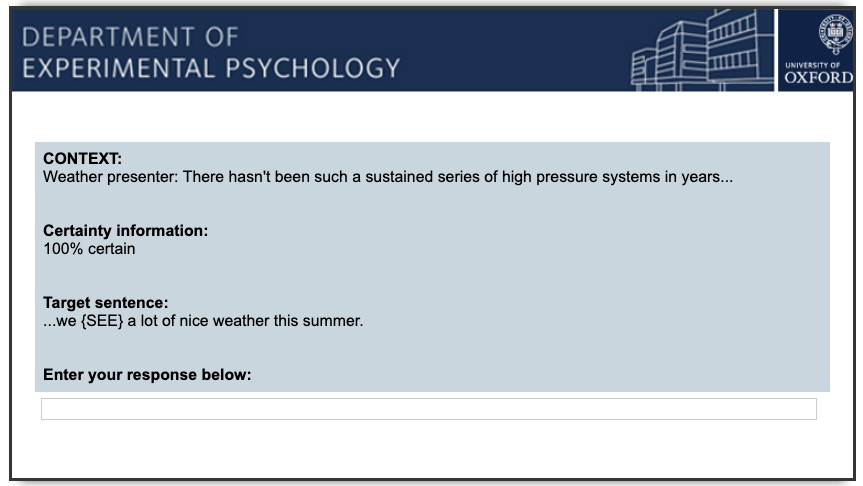 DEPARTMENT OF
EXPERIMENTAL PSYCHOLOGY
UNIVERSITY OF
OXFORD
CONTEXT:
Weather presenter: There hasn't been such a sustained series of high pressure systems in years...
Certainty information:
100% certain
Target sentence:
...we {SEE} a lot of nice weather this summer.
Enter your response below: